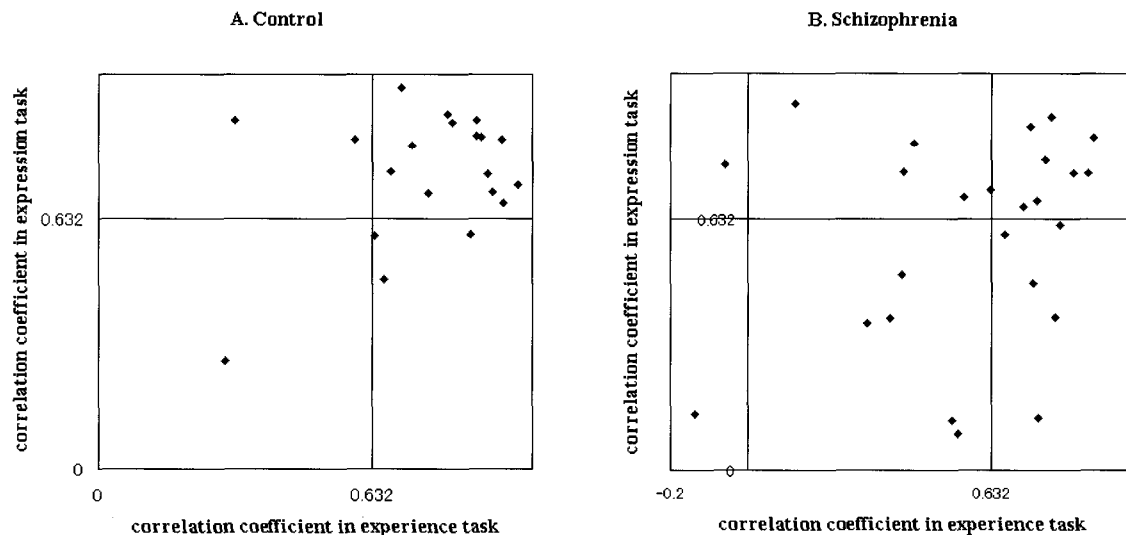 A. Control
correlation coefficient in expression task
0.632
0
0
0.632
correlation coefficient in experience task
B. Schizophrenia
correlation coefficient in expression task
0.632
0
-0.2
0.632
correlation coefficient in experience task